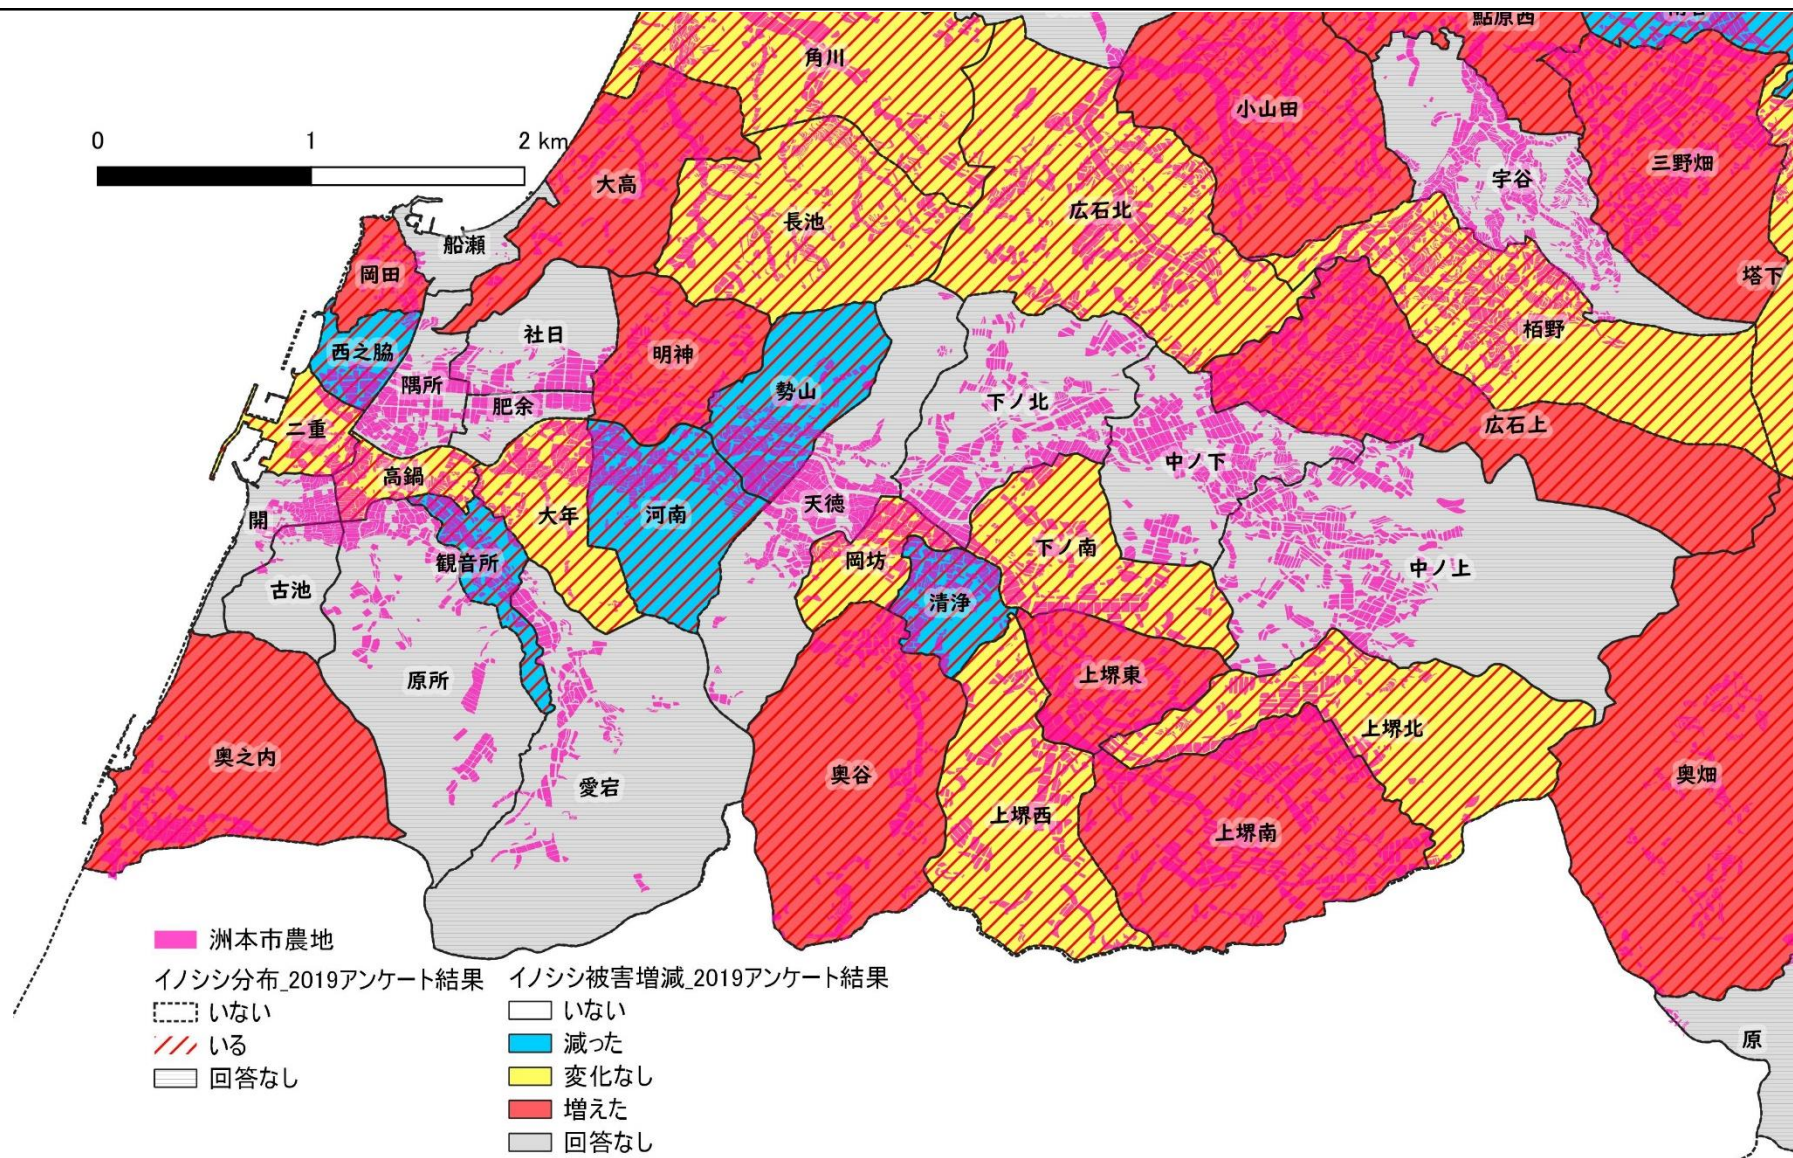 鮎原西
角川
小山田
0 1 2 km
三野畑
宇谷
大高
広石北
長池
船瀬
岡田
塔下
栢野
社日
西之脇
明神
隅所
勢山
下ノ北
肥余
広石上
二重
中ノ下
高鍋
天徳
大年
河南
開
下ノ南
岡坊
観音所
中ノ上
古池
清浄
上堺東
原所
上堺北
奥之内
奥谷
奥畑
愛宕
上堺西
上堺南
原
洲本市農地
イノシシ分布_2019アンケート結果
いない
いる
回答なし
イノシシ被害増減_2019アンケート結果
いない
減った
変化なし
増えた
回答なし